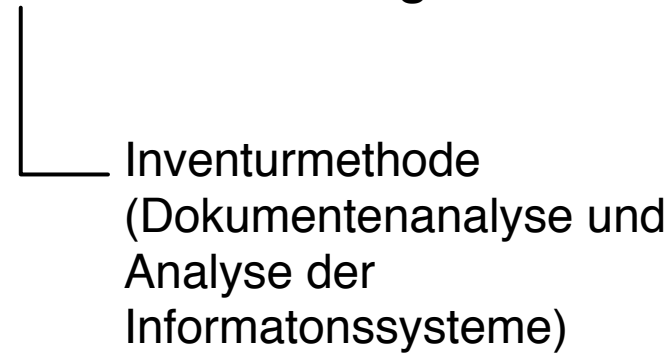 Inventurmethode
(Dokumentenanalyse und
Analyse der
Informatonssysteme)